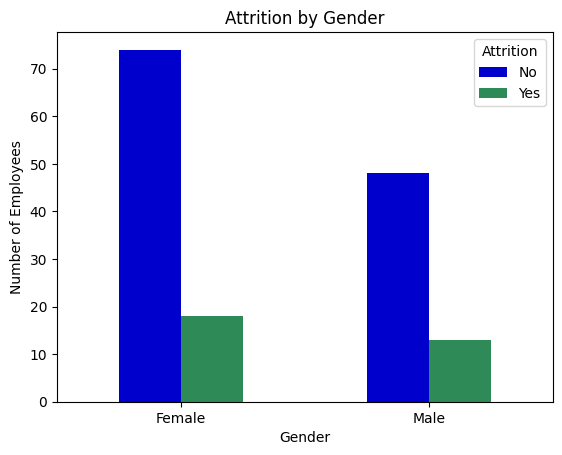 Attrition by Gender
Attrition
No
Yes
Number of Employees
70
60
50
40
30
20
10
0
Female
Male
Gender